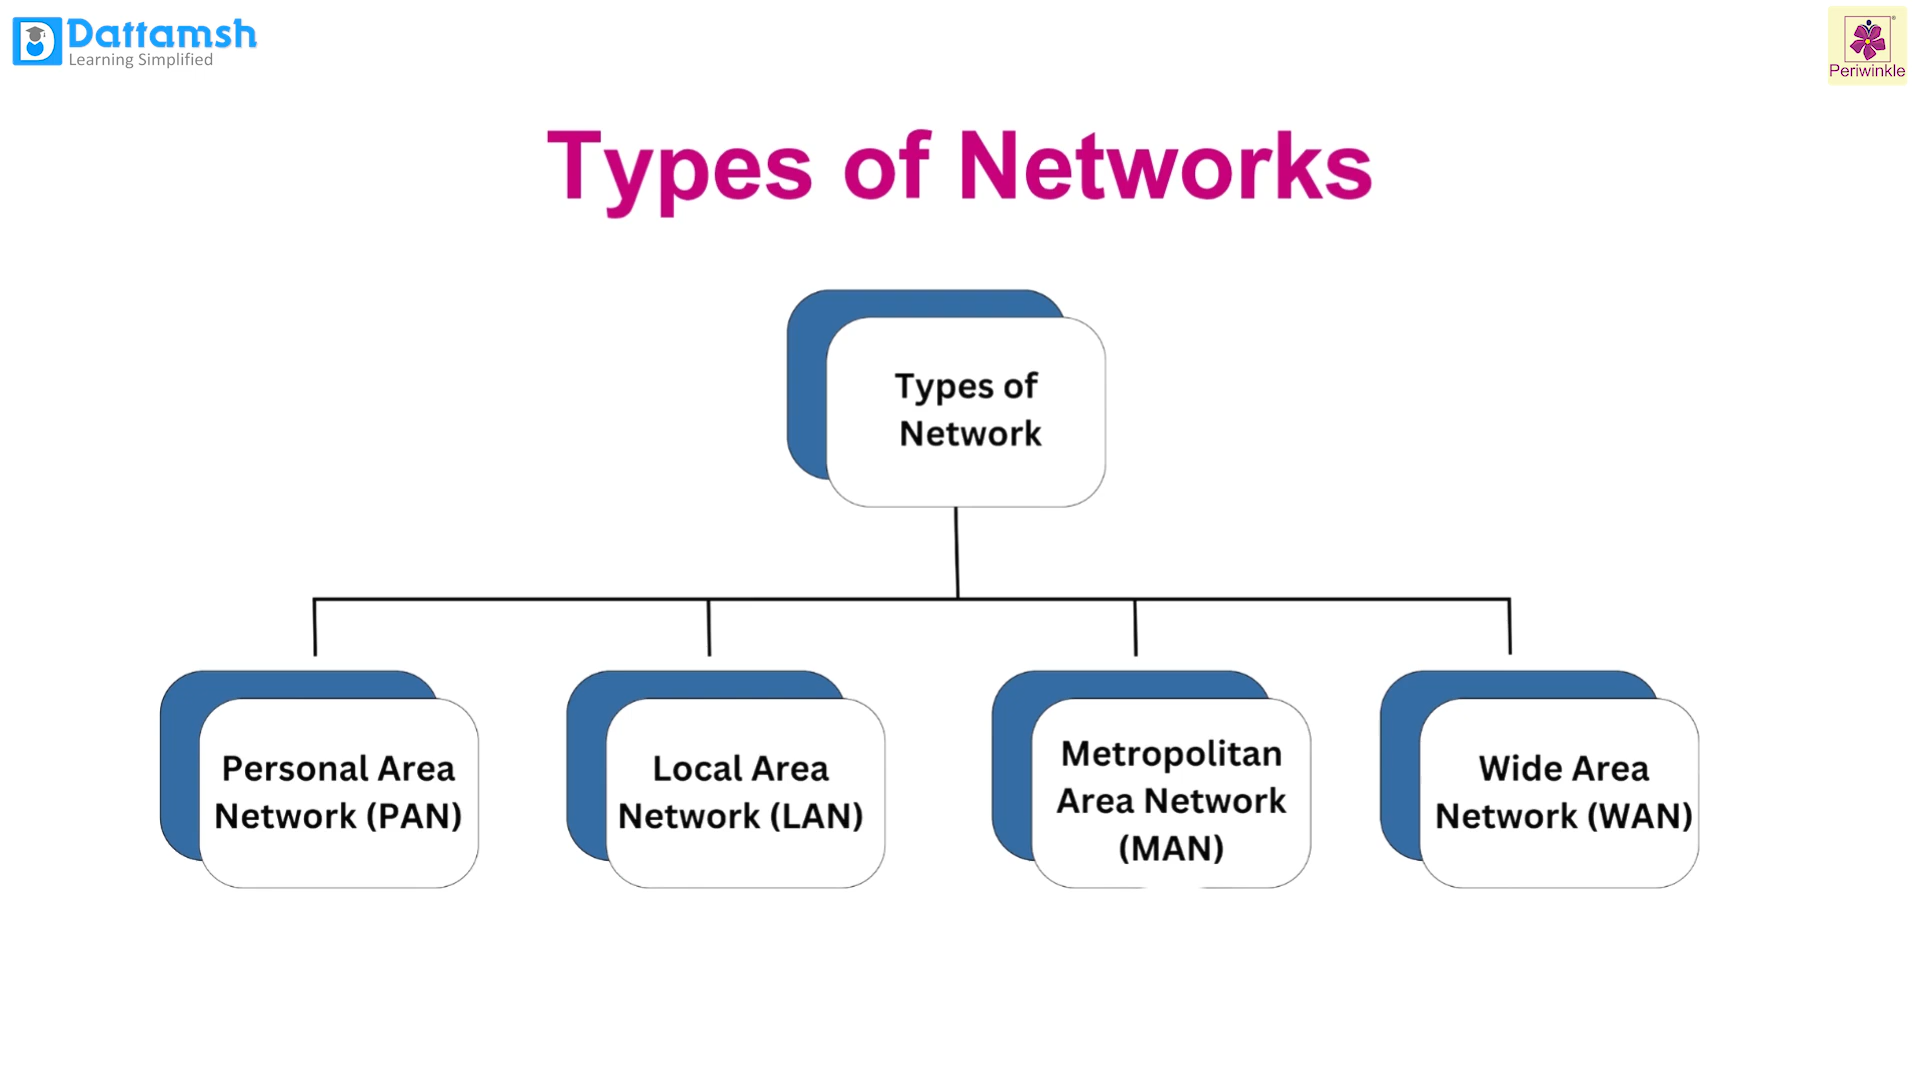 Dattamsh
Learning Simplified
Periwinkle
Types of Networks
Types of
Network
Personal Area
Network (PAN)
Local Area
Network (LAN)
Metropolitan
Area Network
(MAN)
Wide Area
Network (WAN)